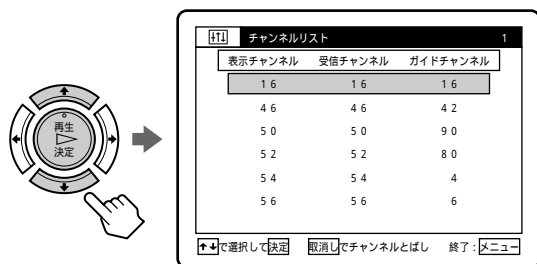 チャンネルリスト 1
表示チャンネル 受信チャンネル ガイドチャンネル
16 16 16
46 46 42
50 50 90
52 52 80
54 54 4
56 56 6
↑↓で選択して決定 取消しでチャンネルとばし 終了:メニュー
再生
決定